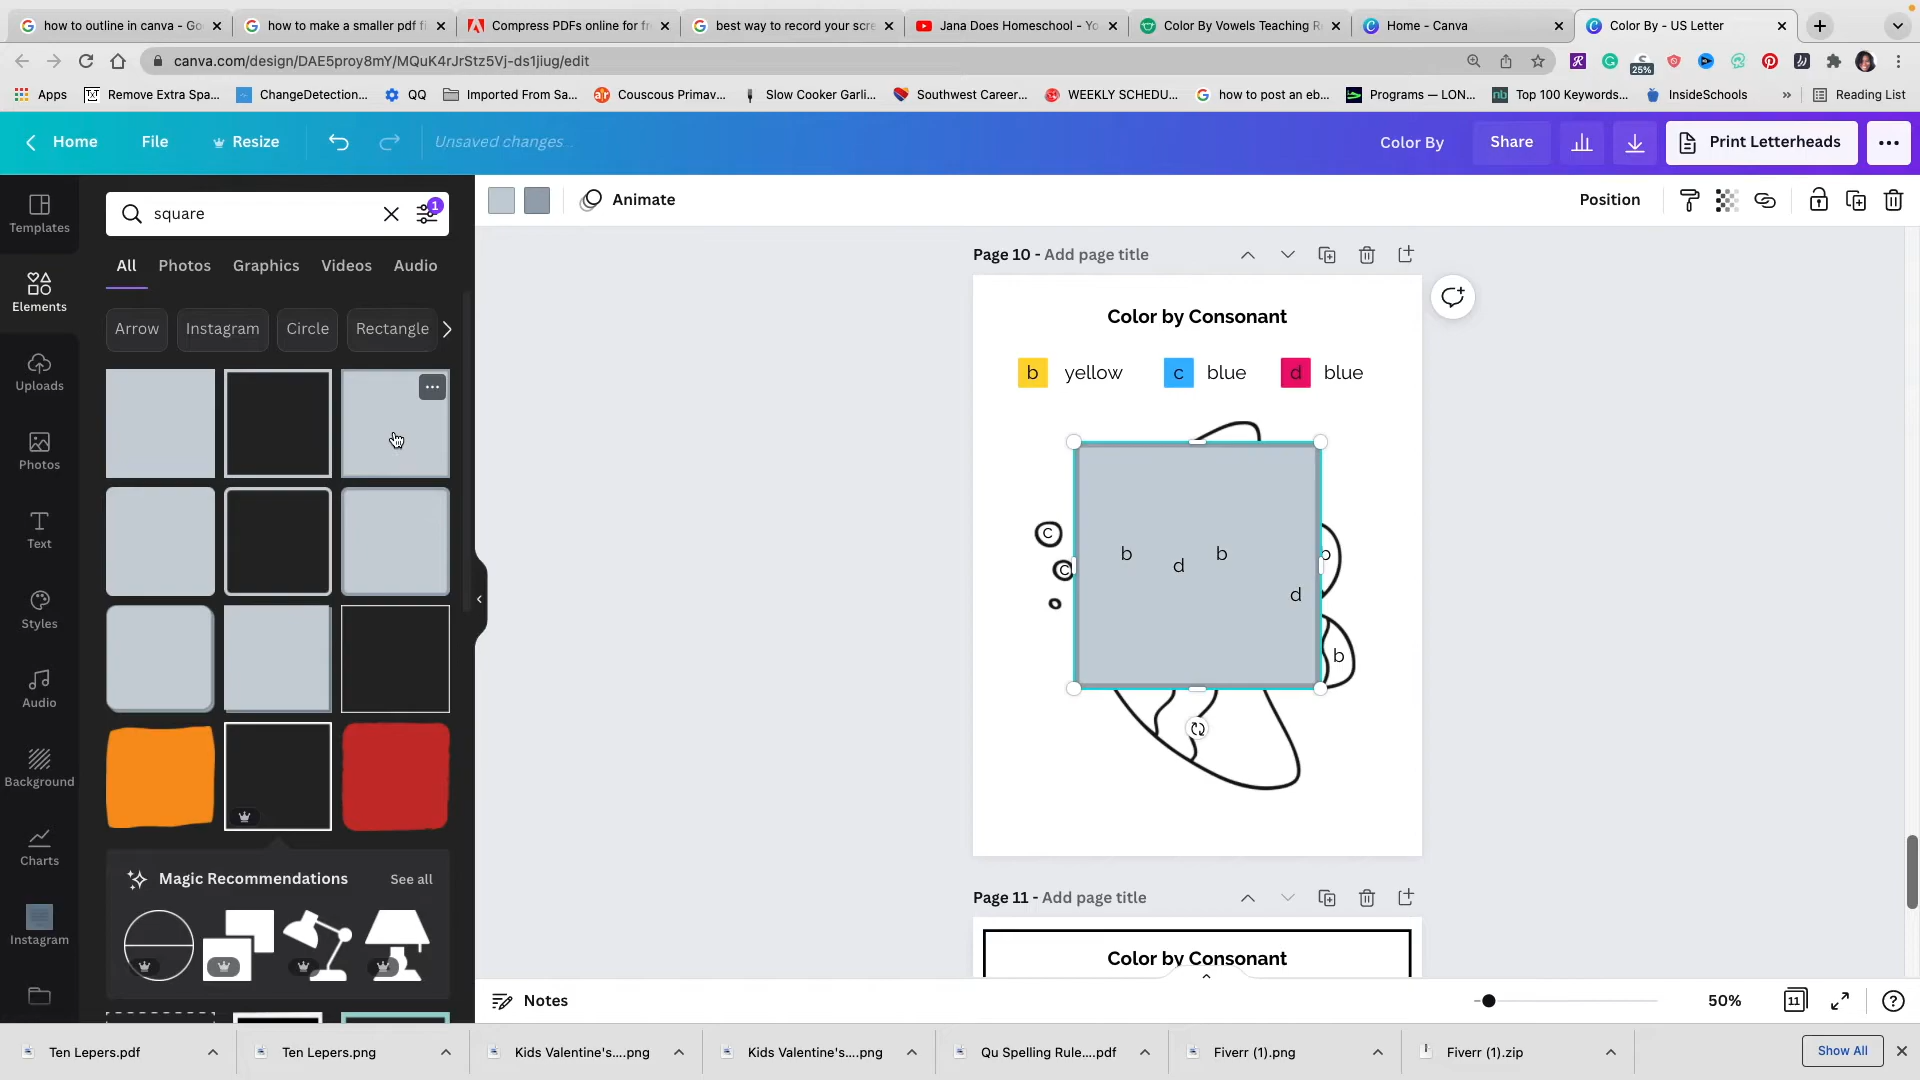 how to outline in canva - Go
how to make a smaller pdf fi
Compress PDFs online for fr
best way to record your scre
Jana Does Homeschool - Yo
Color By Vowels Teaching R
Home - Canva
Color By - US Letter
canva.com/design/DAE5proy8mY/MQuK4rJrStz5Vj-ds1jiug/edit
25%
Apps
Remove Extra Spa...
ChangeDetection...
QQ
Imported From Sa...
Couscous Primav...
Slow Cooker Garli...
Southwest Career...
WEEKLY SCHEDU...
how to post an eb...
Programs — LON...
Top 100 Keywords...
InsideSchools
»
Reading List
Home
File
Resize
Unsaved changes...
Color By
Share
Print Letterheads
Templates
Elements
Uploads
Photos
Text
Styles
Audio
Background
Charts
Instagram
square
1
All
Photos
Graphics
Videos
Audio
Arrow
Instagram
Circle
Rectangle
Magic Recommendations
See all
Animate
Position
Page 10 - Add page title
Color by Consonant
b yellow c blue d blue
c
b
d
b
b
c
d
b
Page 11 - Add page title
Color by Consonant
Notes
50%
11
Ten Lepers.pdf
Ten Lepers.png
Kids Valentine's....png
Kids Valentine's....png
Qu Spelling Rule....pdf
Fiverr (1).png
Fiverr (1).zip
Show All